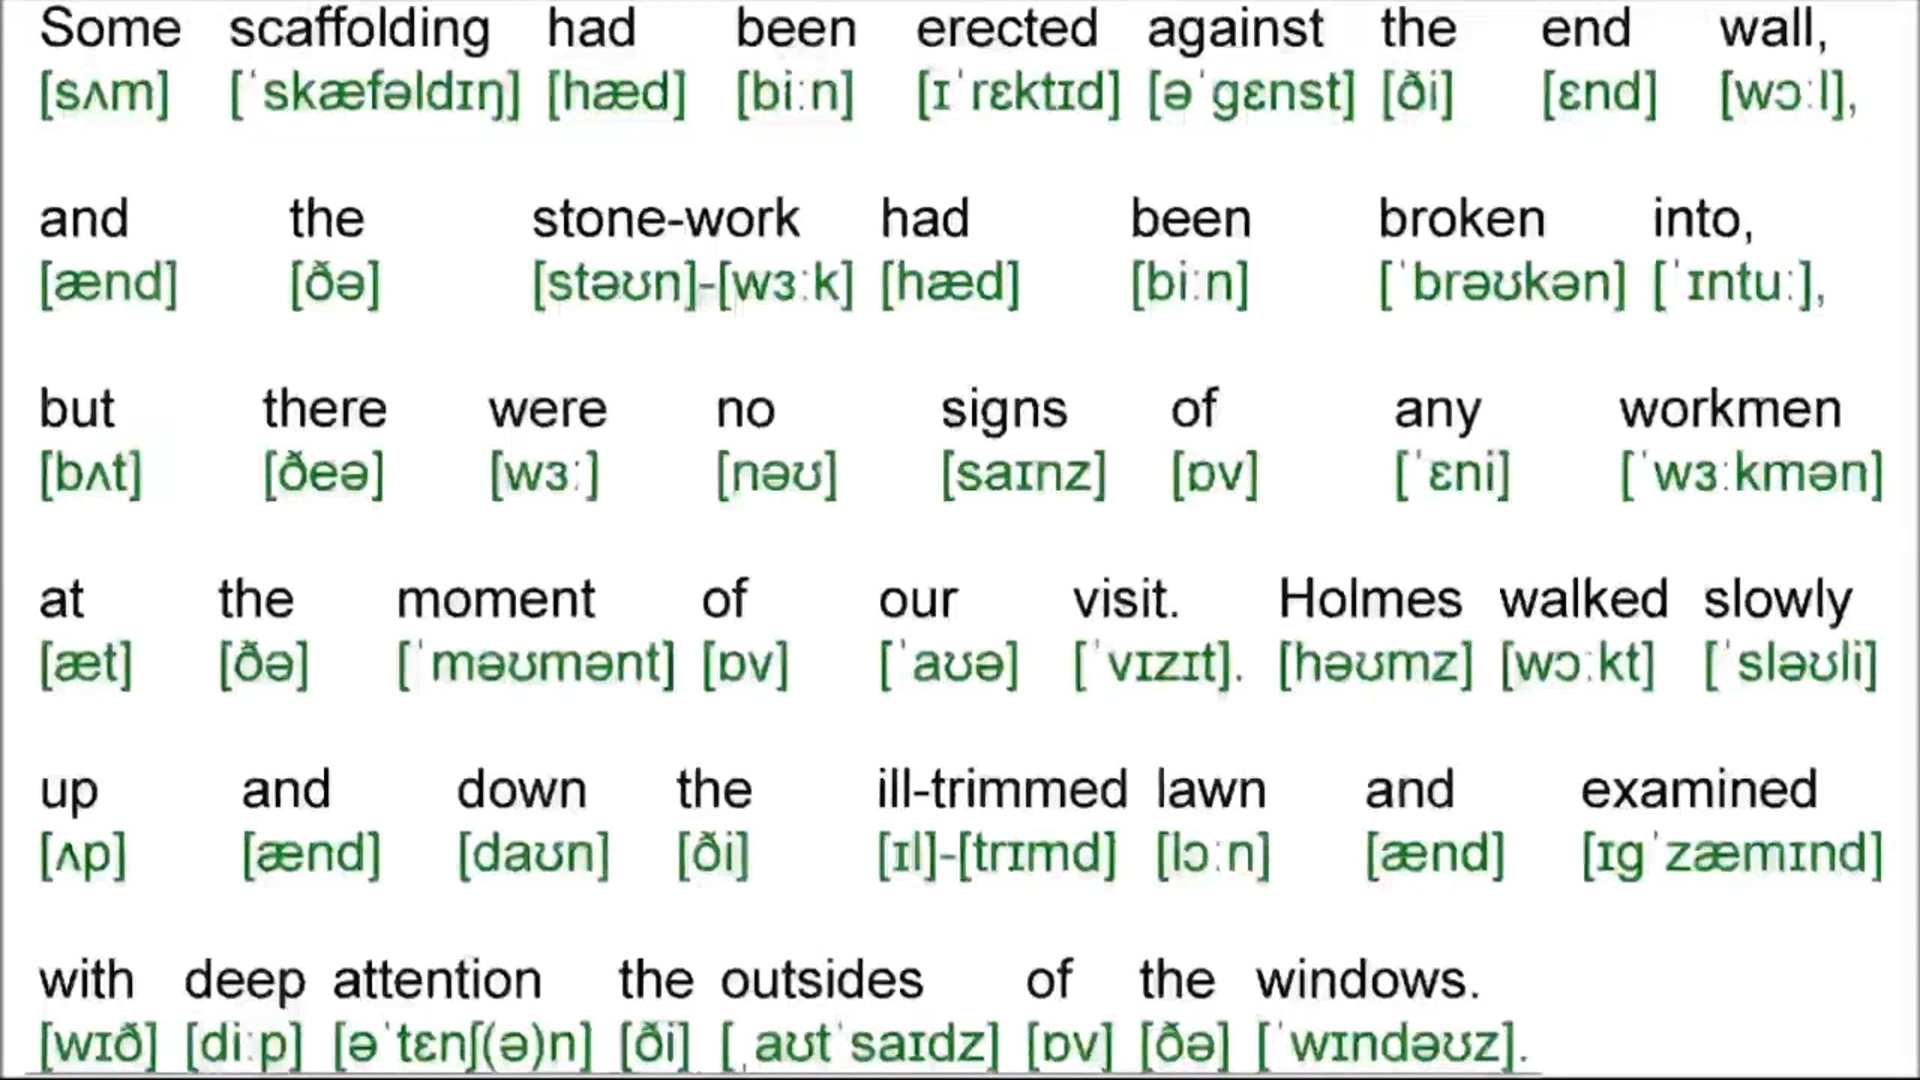 Some scaffolding had been erected against the end wall,
[sʌm] [ˈskæfəldɪŋ] [hæd] [biːn] [ɪˈrɛktɪd] [əˈgɛnst] [ði] [ɛnd] [wɔːl],
and the stone-work had been broken into,
[ænd] [ðə] [stəʊn]-[wɜːk] [hæd] [biːn] [ˈbrəʊkən] [ˈɪntuː],
but there were no signs of any workmen
[bʌt] [ðeə] [wɜː] [nəʊ] [saɪnz] [ɒv] [ˈɛni] [ˈwɜːkmən]
at the moment of our visit. Holmes walked slowly
[æt] [ðə] [ˈməʊmənt] [ɒv] [ˈaʊə] [ˈvɪzɪt]. [həʊmz] [wɔːkt] [ˈsləʊli]
up and down the ill-trimmed lawn and examined
[ʌp] [ænd] [daʊn] [ði] [ɪl]-[trɪmd] [lɔːn] [ænd] [ɪgˈzæmɪnd]
with deep attention the outsides of the windows.
[wɪð] [diːp] [əˈtɛnʃ(ə)n] [ði] [ˌaʊtˈsaɪdz] [ɒv] [ðə] [ˈwɪndəʊz].